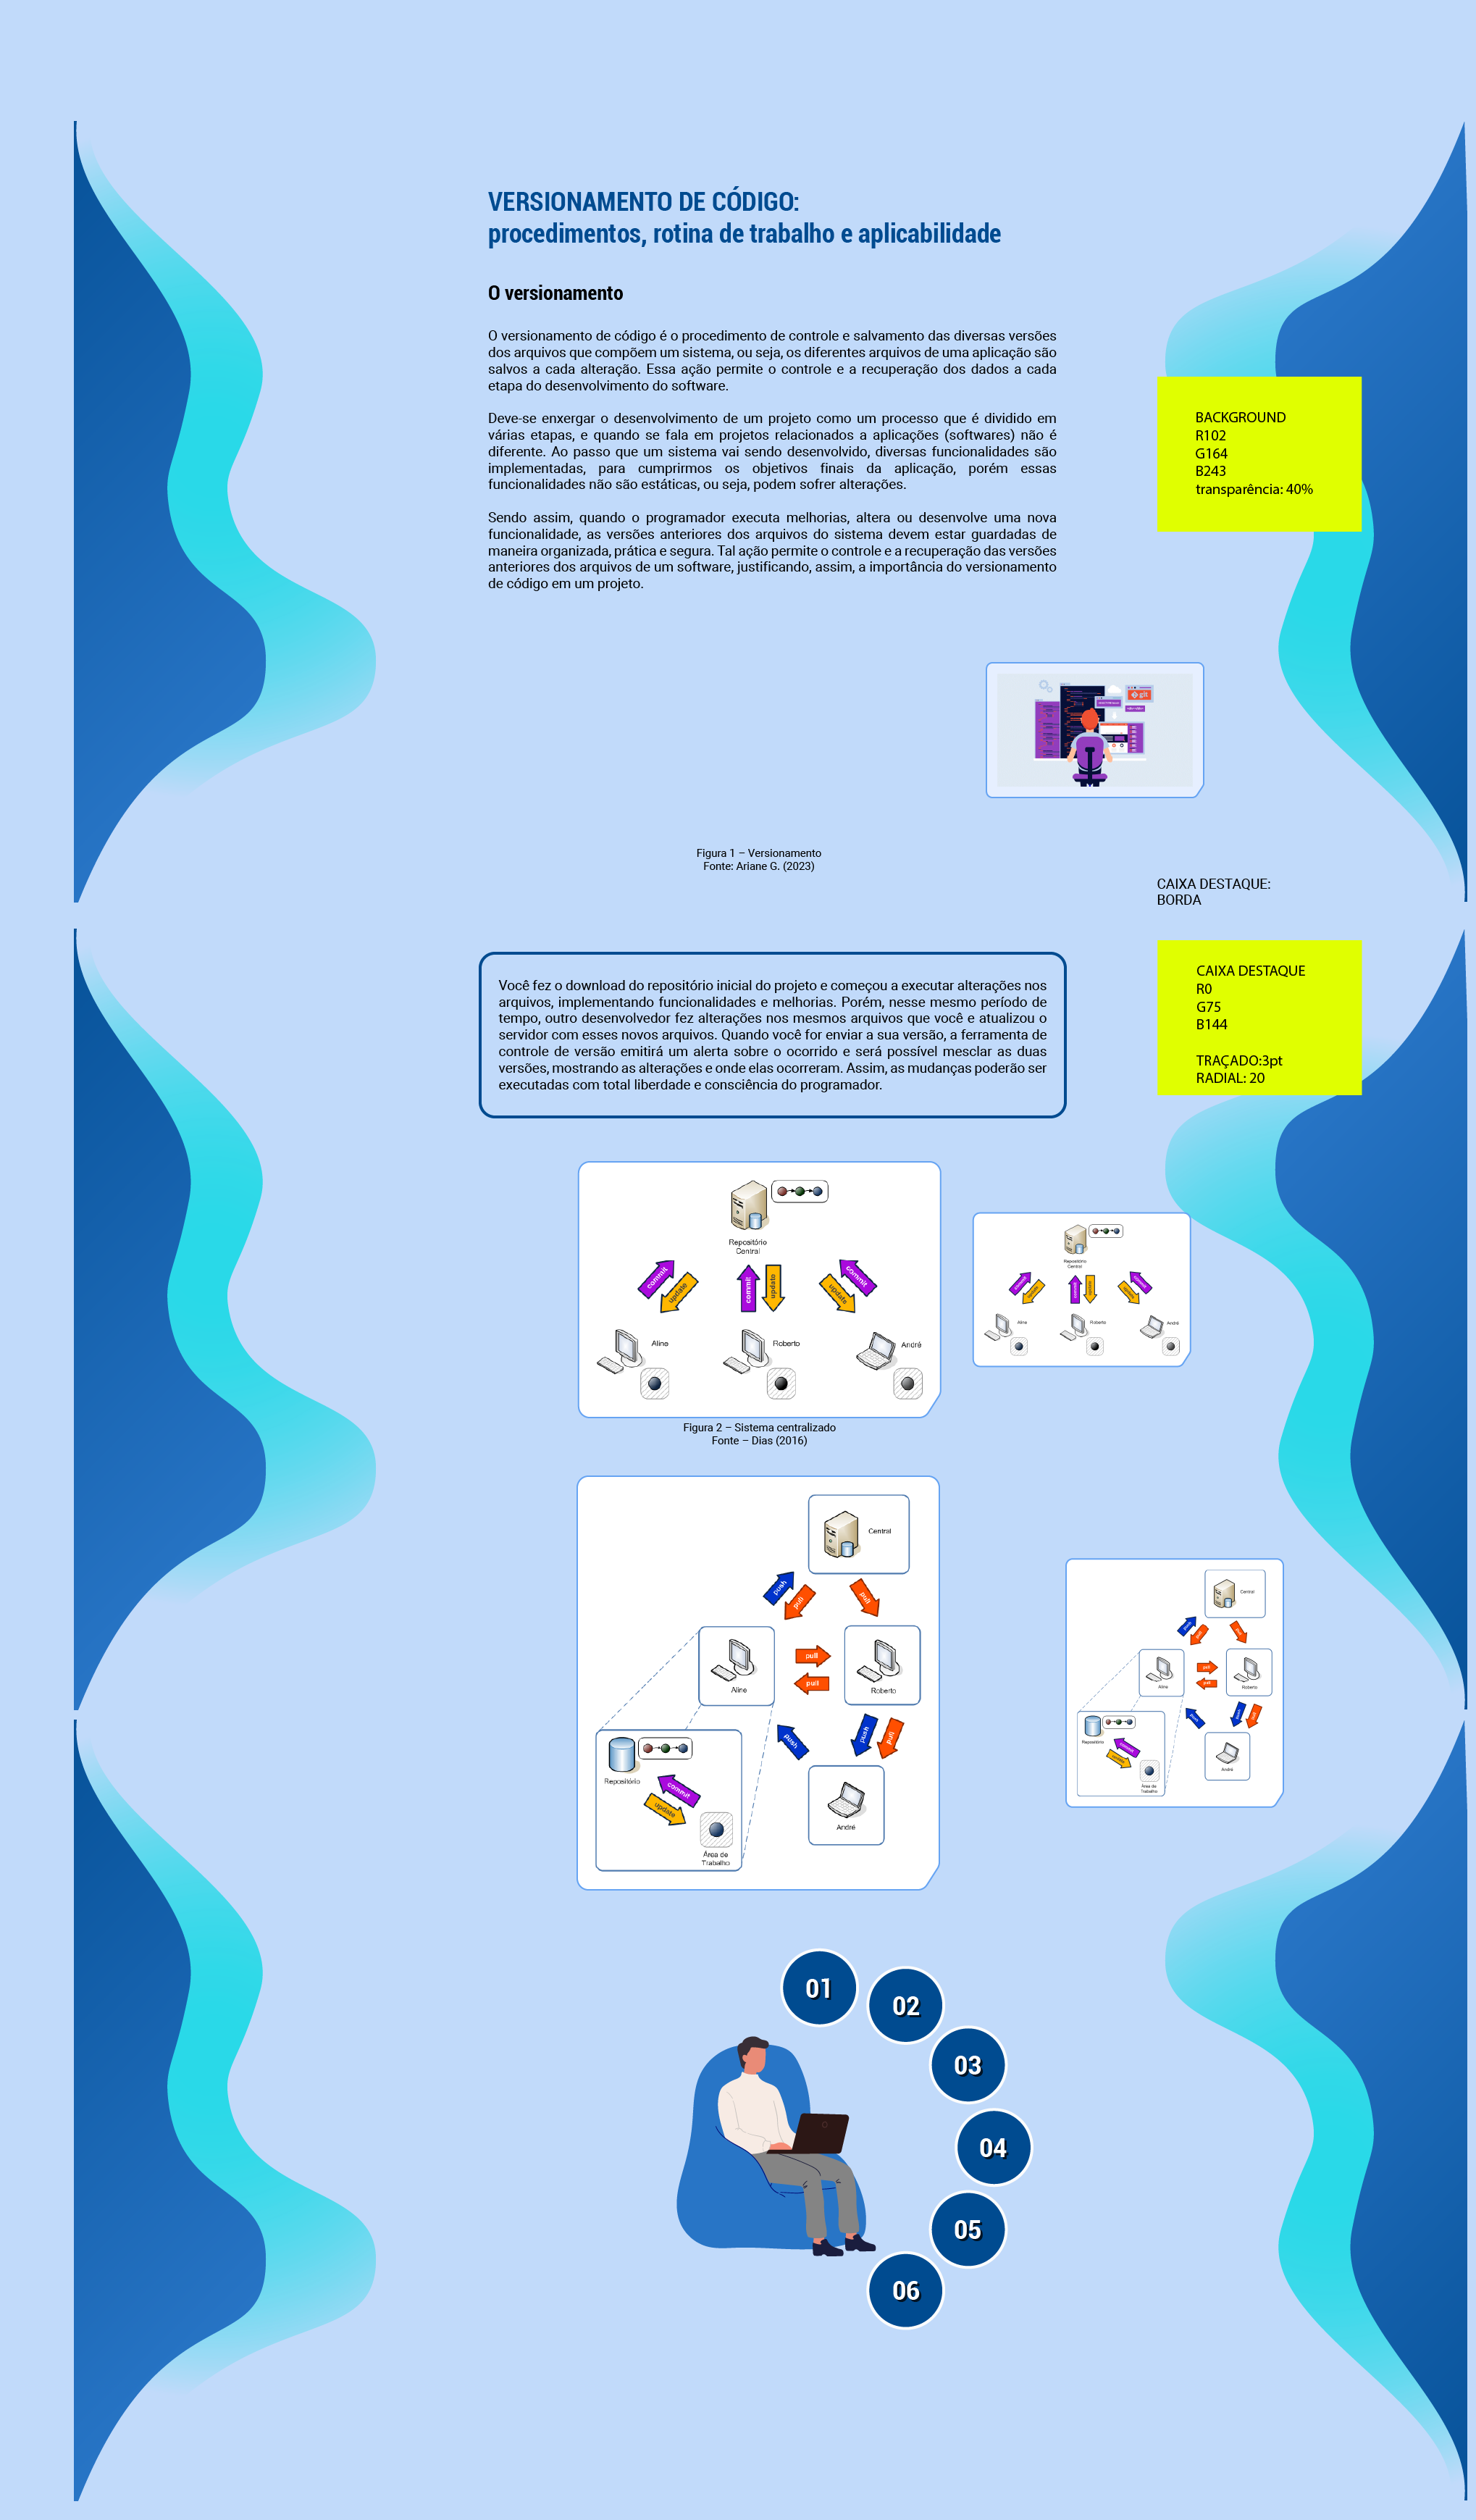 VERSIONAMENTO DE CÓDIGO:
procedimentos, rotina de trabalho e aplicabilidade
O versionamento
O versionamento de código é o procedimento de controle e salvamento das diversas versões
dos arquivos que compõem um sistema, ou seja, os diferentes arquivos de uma aplicação são
salvos a cada alteração. Essa ação permite o controle e a recuperação dos dados a cada
etapa do desenvolvimento do software.
Deve-se enxergar o desenvolvimento de um projeto como um processo que é dividido em
várias etapas, e quando se fala em projetos relacionados a aplicações (softwares) não é
diferente. Ao passo que um sistema vai sendo desenvolvido, diversas funcionalidades são
implementadas, para cumprirmos os objetivos finais da aplicação, porém essas
funcionalidades não são estáticas, ou seja, podem sofrer alterações.
Sendo assim, quando o programador executa melhorias, altera ou desenvolve uma nova
funcionalidade, as versões anteriores dos arquivos do sistema devem estar guardadas de
maneira organizada, prática e segura. Tal ação permite o controle e a recuperação das versões
anteriores dos arquivos de um software, justificando, assim, a importância do versionamento
de código em um projeto.
BACKGROUND
R102
G164
B243
transparência: 40%
git
Figura 1 – Versionamento
Fonte: Ariane G. (2023)
CAIXA DESTAQUE:
BORDA
CAIXA DESTAQUE
R0
G75
B144
TRAÇADO:3pt
RADIAL: 20
Você fez o download do repositório inicial do projeto e começou a executar alterações nos
arquivos, implementando funcionalidades e melhorias. Porém, nesse mesmo período de
tempo, outro desenvolvedor fez alterações nos mesmos arquivos que você e atualizou o
servidor com esses novos arquivos. Quando você for enviar a sua versão, a ferramenta de
controle de versão emitirá um alerta sobre o ocorrido e será possível mesclar as duas
versões, mostrando as alterações e onde elas ocorreram. Assim, as mudanças poderão ser
executadas com total liberdade e consciência do programador.
Repositório
Central
commit
update
commit
update
commit
update
Aline
Roberto
André
Repositório
Central
commit
update
commit
update
commit
update
Aline
Roberto
André
Figura 2 – Sistema centralizado
Fonte – Dias (2016)
Central
push
pull
pull
pull
pull
Aline
Roberto
push
push
pull
Repositório
commit
update
Área de
Trabalho
André
Central
push
pull
pull
pull
pull
Aline
Roberto
push
push
pull
Repositório
commit
update
Área de
Trabalho
André
01
02
03
04
05
06